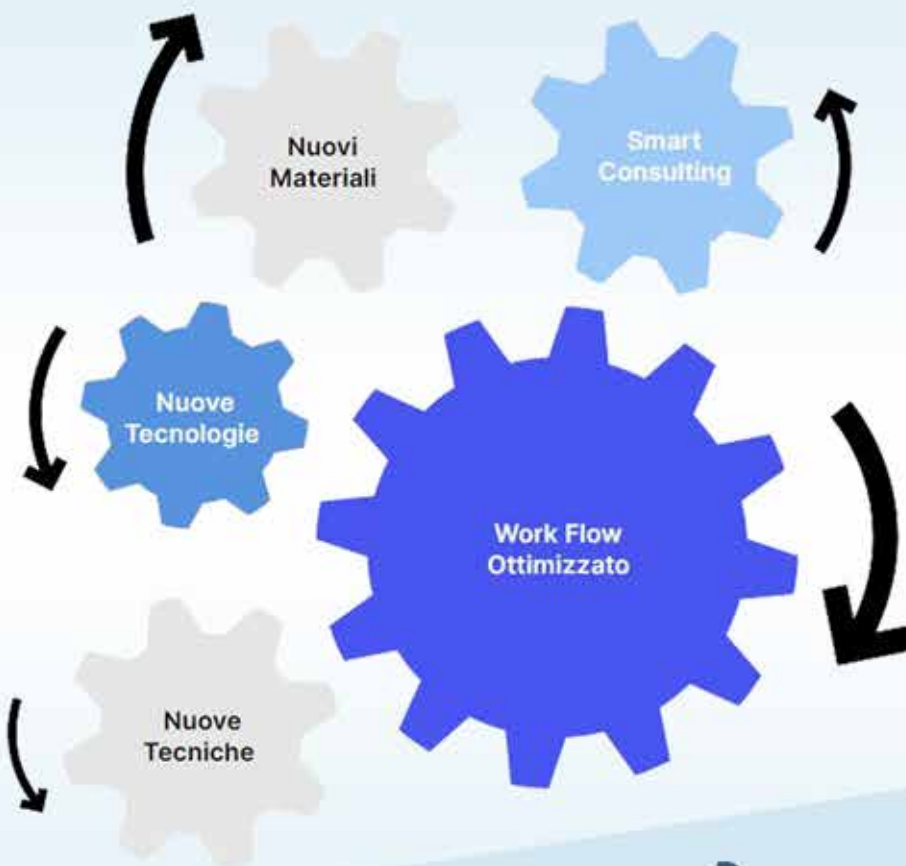 Nuovi
Materiali
Smart
Consulting
Nuove
Tecnologie
Work Flow
Ottimizzato
Nuove
Tecniche